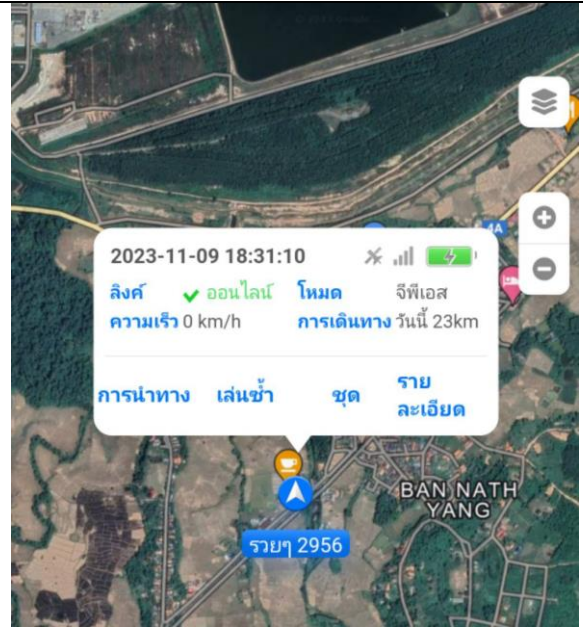 4A
2023-11-09 18:31:10
ลิงค์ ออนไลน์ โหมด จีพีเอส
ความเร็ว 0 km/h การเดินทาง วันนี้ 23km
การนำทาง เล่นซ้ำ ชุด ราย
ละเอียด
BAN NATH
YANG
รวยๆ 2956